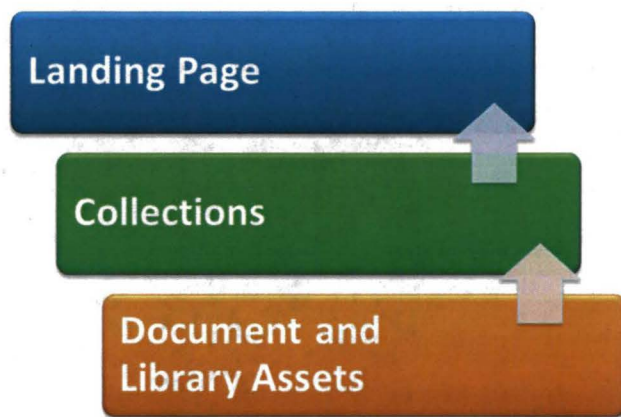 Landing Page
Collections
Document and
Library Assets